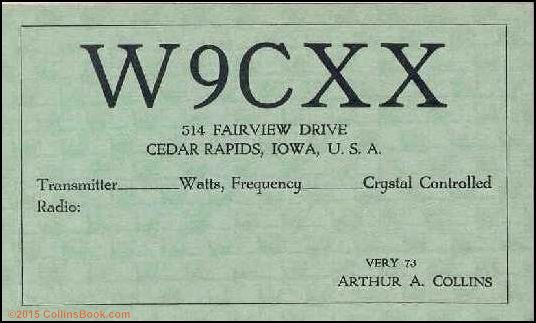 W9CXX
514 FAIRVIEW DRIVE
CEDAR RAPIDS, IOWA, U. S. A.
Transmitter Watts, Frequency Crystal Controlled
Radio:
VERY 73
ARTHUR A. COLLINS
©2015 CollinsBook.com